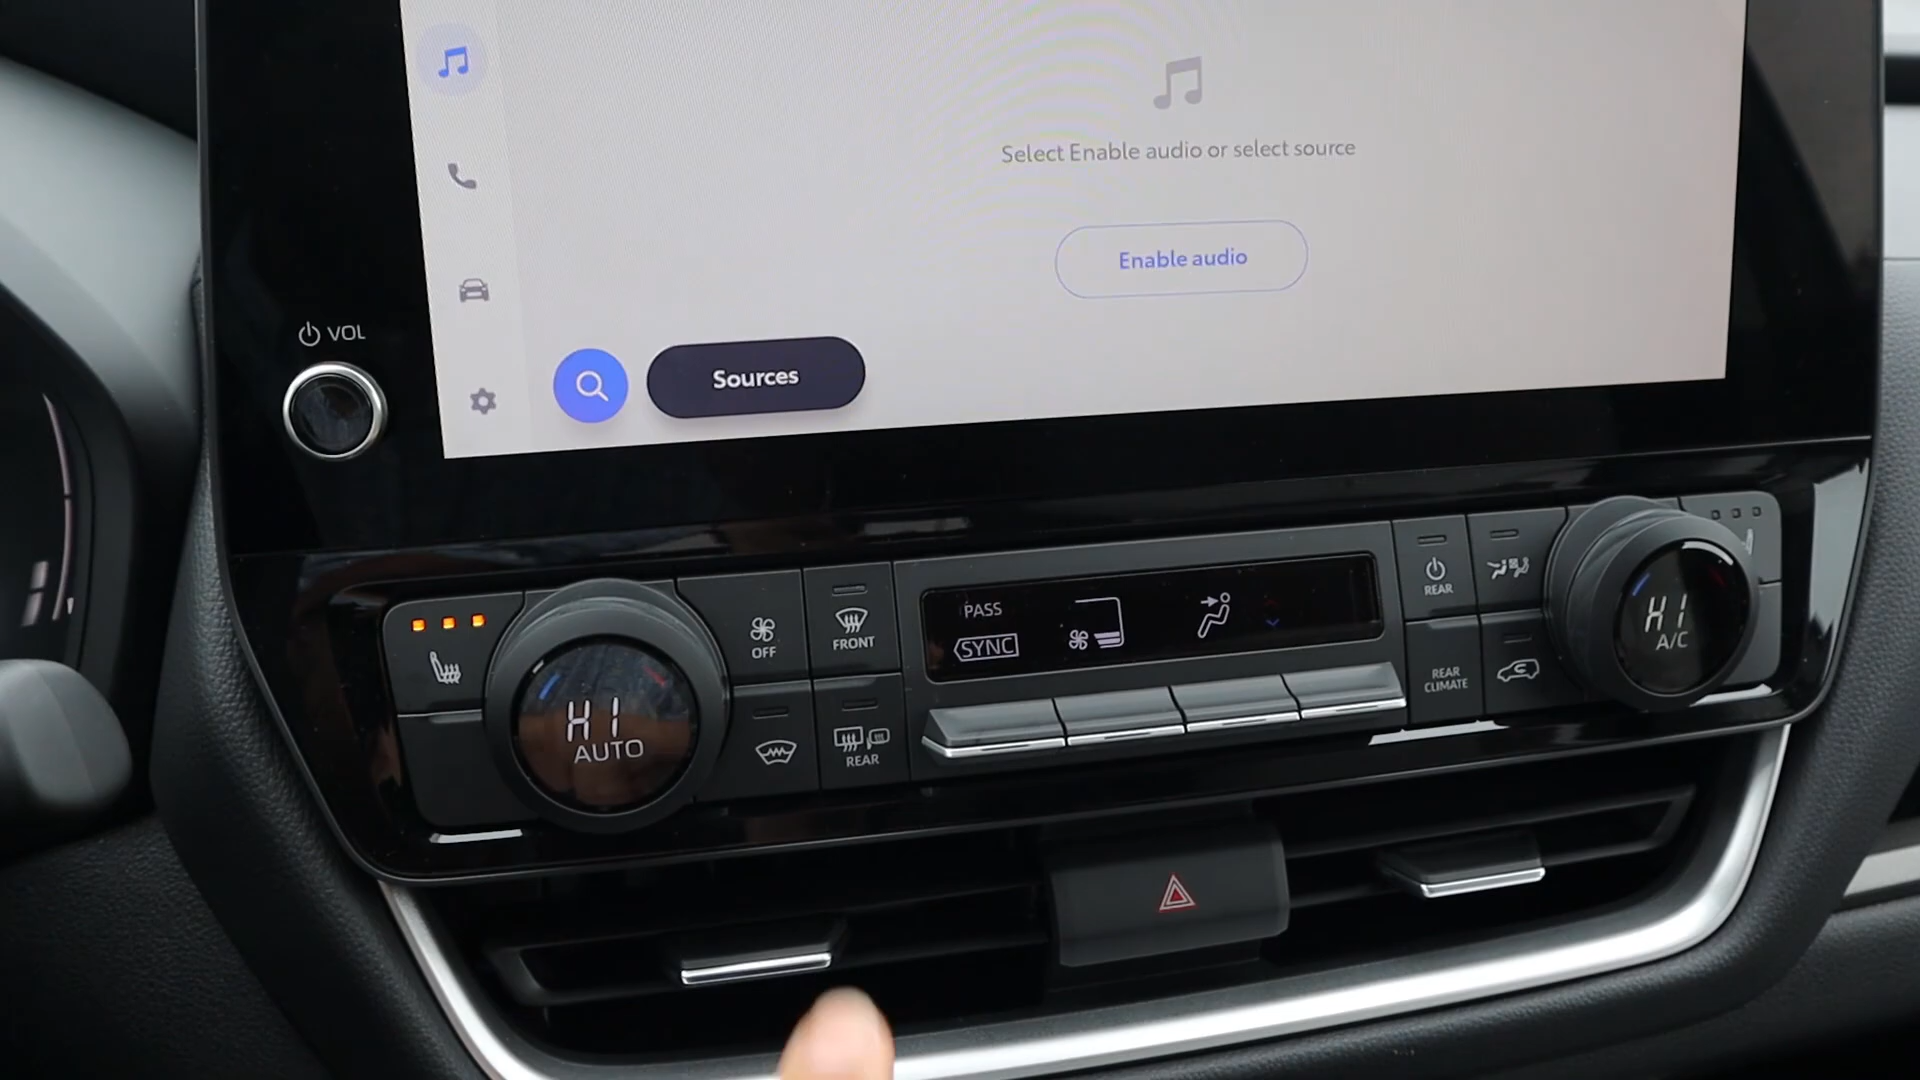 Select Enable audio or select source
Enable audio
VOL
Sources
HI
AUTO
OFF
FRONT
REAR
PASS
SYNC
REAR
REAR
CLIMATE
HI
A/C